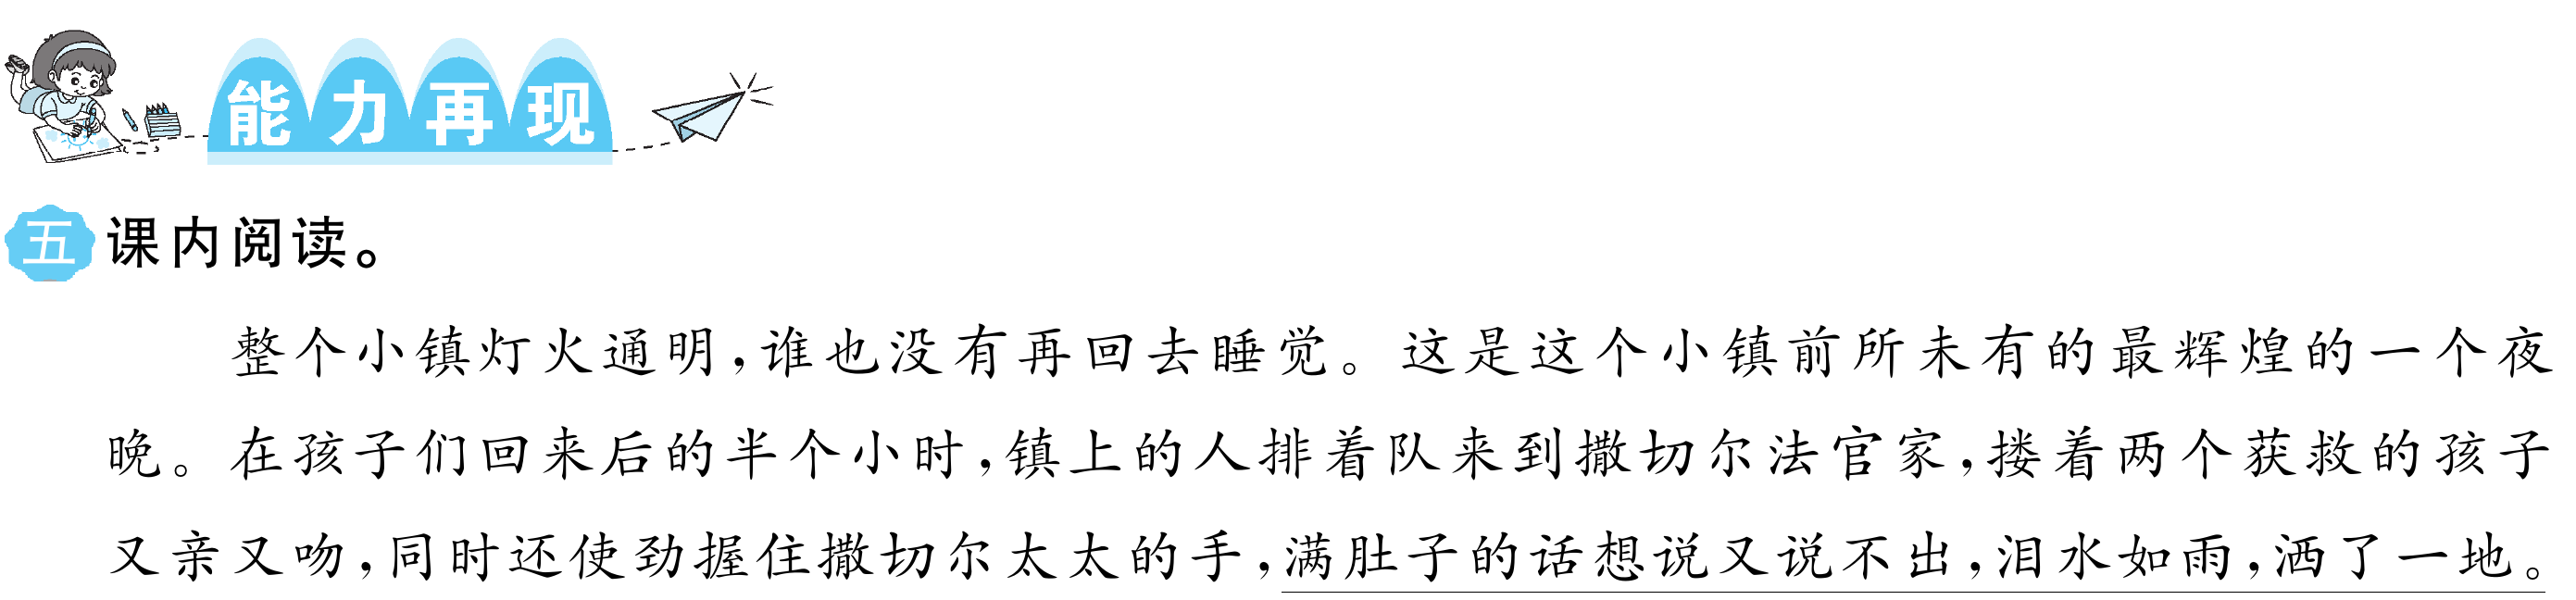 能力再现
五 课内阅读。
整个小镇灯火通明,谁也没有再回去睡觉。这是这个小镇前所未有的最辉煌的一个夜
晚。在孩子们回来后的半个小时,镇上的人排着队来到撒切尔法官家,搂着两个获救的孩子
又亲又吻,同时还使劲握住撒切尔太太的手,满肚子的话想说又说不出,泪水如雨,洒了一地。